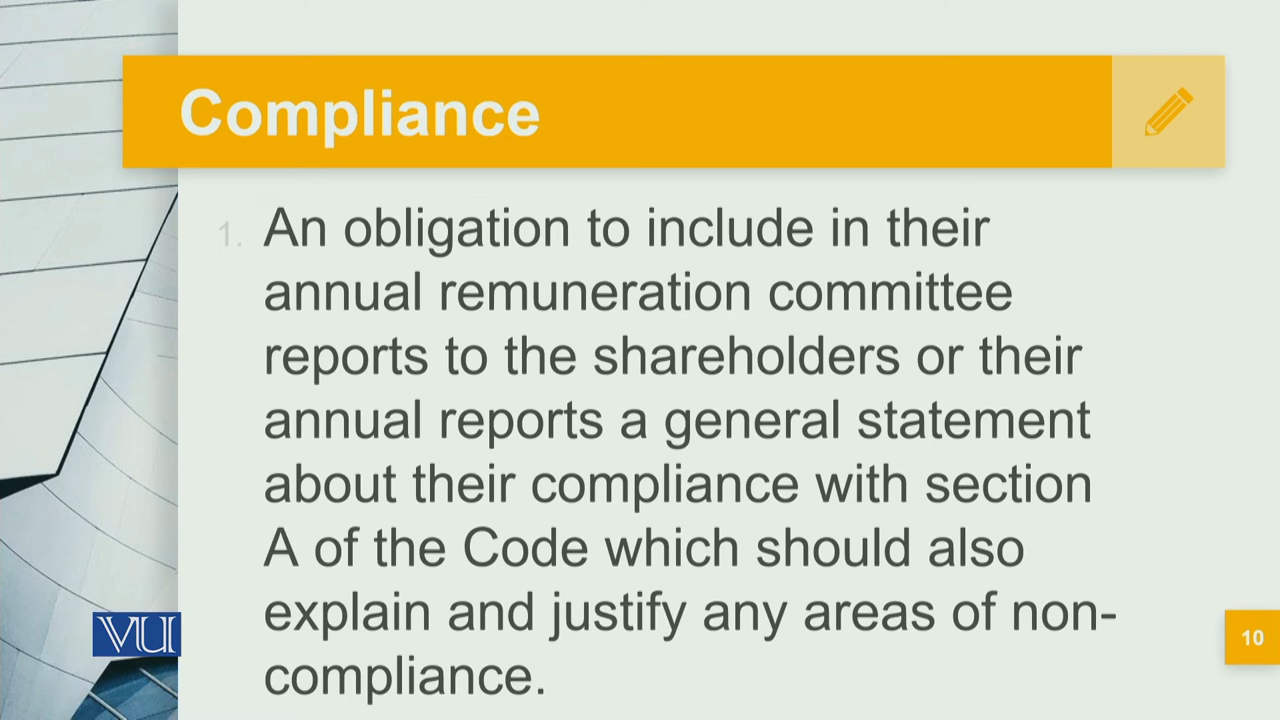 Compliance
1. An obligation to include in their
annual remuneration committee
reports to the shareholders or their
annual reports a general statement
about their compliance with section
A of the Code which should also
explain and justify any areas of non-
compliance.
VU
10